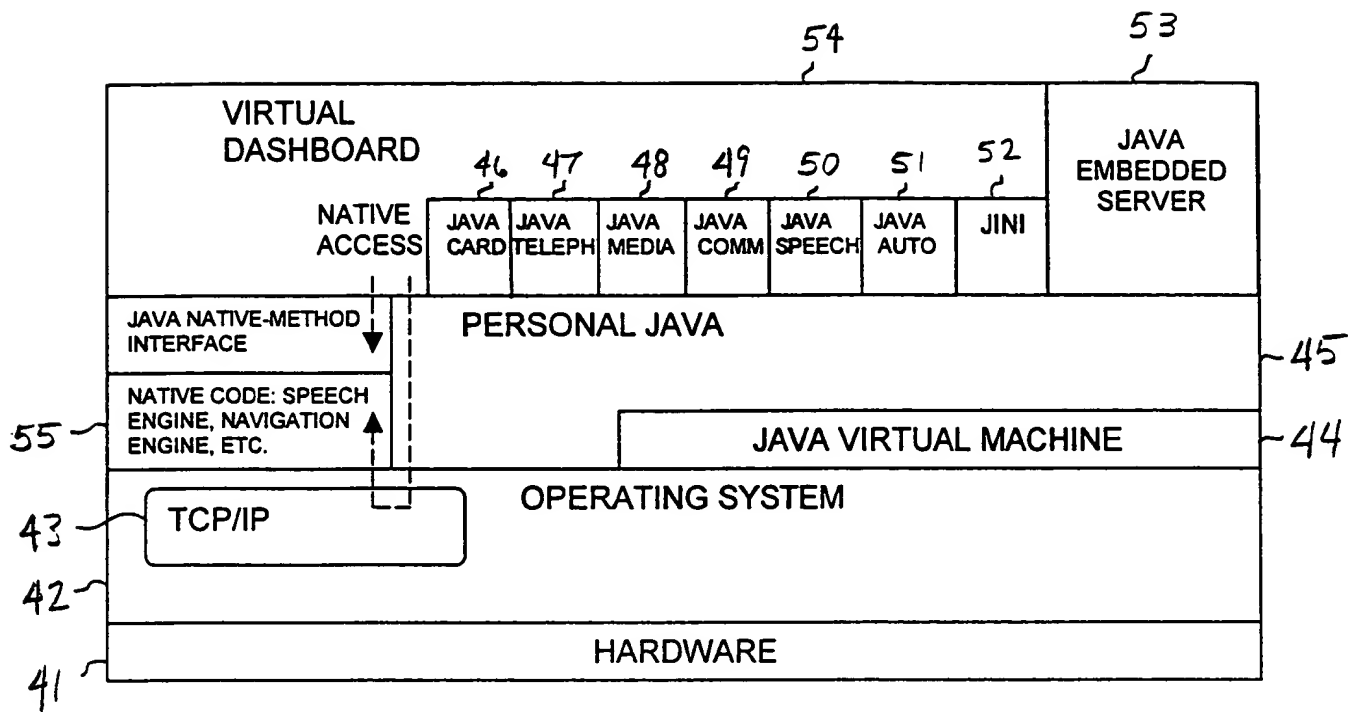 54
53
VIRTUAL
DASHBOARD
JAVA
EMBEDDED
SERVER
46
47
48
49
50
51
52
NATIVE
ACCESS
JAVA
CARD
JAVA
TELEPH
JAVA
MEDIA
JAVA
COMM
JAVA
SPEECH
JAVA
AUTO
JINI
JAVA NATIVE-METHOD
INTERFACE
PERSONAL JAVA
45
NATIVE CODE: SPEECH
ENGINE, NAVIGATION
ENGINE, ETC.
55
JAVA VIRTUAL MACHINE
44
OPERATING SYSTEM
TCP/IP
43
42
HARDWARE
41